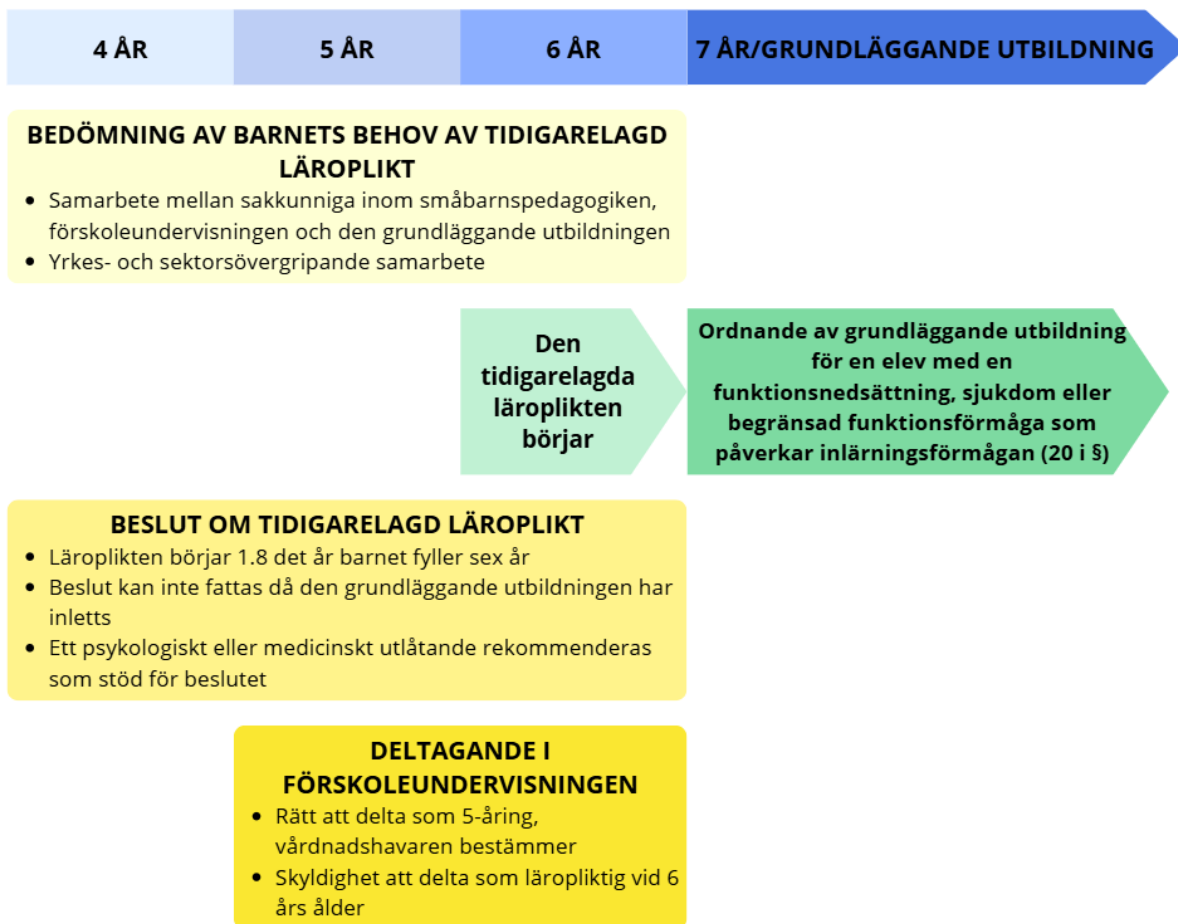 4 ÅR
5 ÅR
6 ÅR
7 ÅR/GRUNDLÄGGANDE UTBILDNING
BEDÖMNING AV BARNETS BEHOV AV TIDIGARELAGD
LÄROPLIKT
• Samarbete mellan sakkunniga inom småbarnspedagogiken,
förskoleundervisningen och den grundläggande utbildningen
• Yrkes- och sektorsövergripande samarbete
Den
tidigarelagda
läroplikten
börjar
Ordnande av grundläggande utbildning
för en elev med en
funktionsnedsättning, sjukdom eller
begränsad funktionsförmåga som
påverkar inlärningsförmågan (20 i §)
BESLUT OM TIDIGARELAGD LÄROPLIKT
• Läroplikten börjar 1.8 det år barnet fyller sex år
• Beslut kan inte fattas då den grundläggande utbildningen har
inletts
• Ett psykologiskt eller medicinskt utlåtande rekommenderas
som stöd för beslutet
DELTAGANDE I
FÖRSKOLEUNDERVISNINGEN
• Rätt att delta som 5-åring,
vårdnadshavaren bestämmer
• Skyldighet att delta som läropliktig vid 6
års ålder